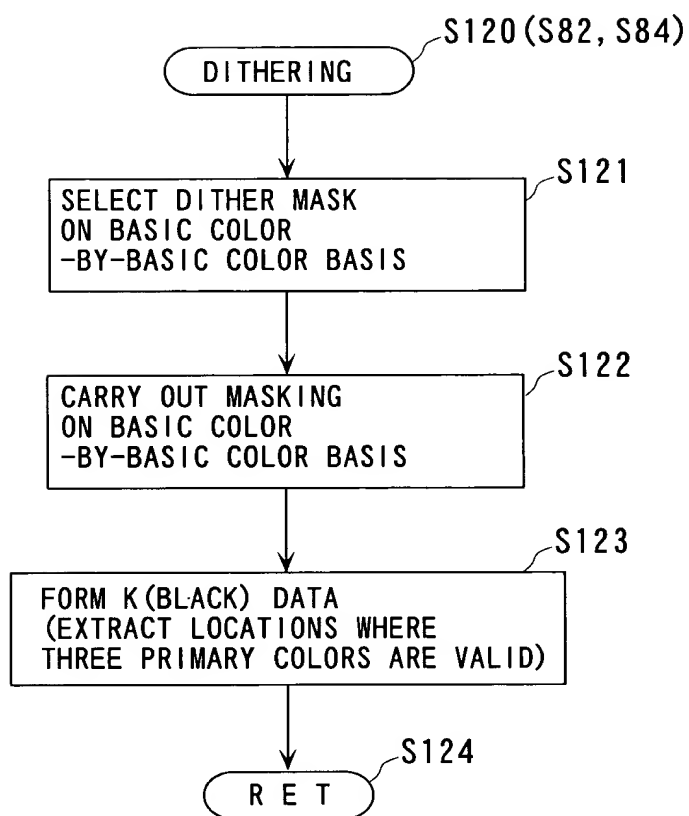 S120(S82, S84)
DITHERING
S121
SELECT DITHER MASK
ON BASIC COLOR
-BY-BASIC COLOR BASIS
S122
CARRY OUT MASKING
ON BASIC COLOR
-BY-BASIC COLOR BASIS
S123
FORM K(BLACK) DATA
(EXTRACT LOCATIONS WHERE
THREE PRIMARY COLORS ARE VALID)
S124
RET